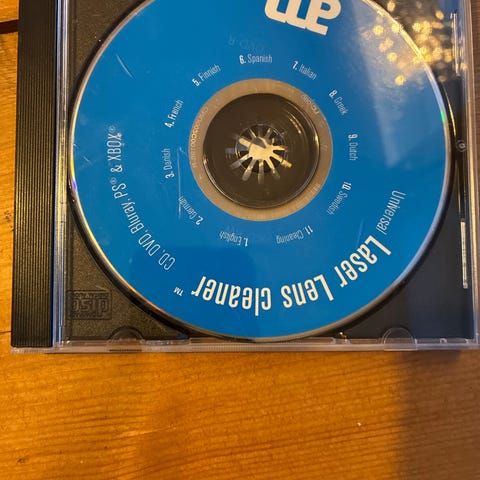 Universal
Laser Lens cleaner™
CD, DVD, Bluray, PS® & XBOX®
1. English
2. German
3. Danish
4. French
5. Finnish
6. Spanish
7. Italian
8. Greek
9. Dutch
10. Swedish
11. Cleaning
am